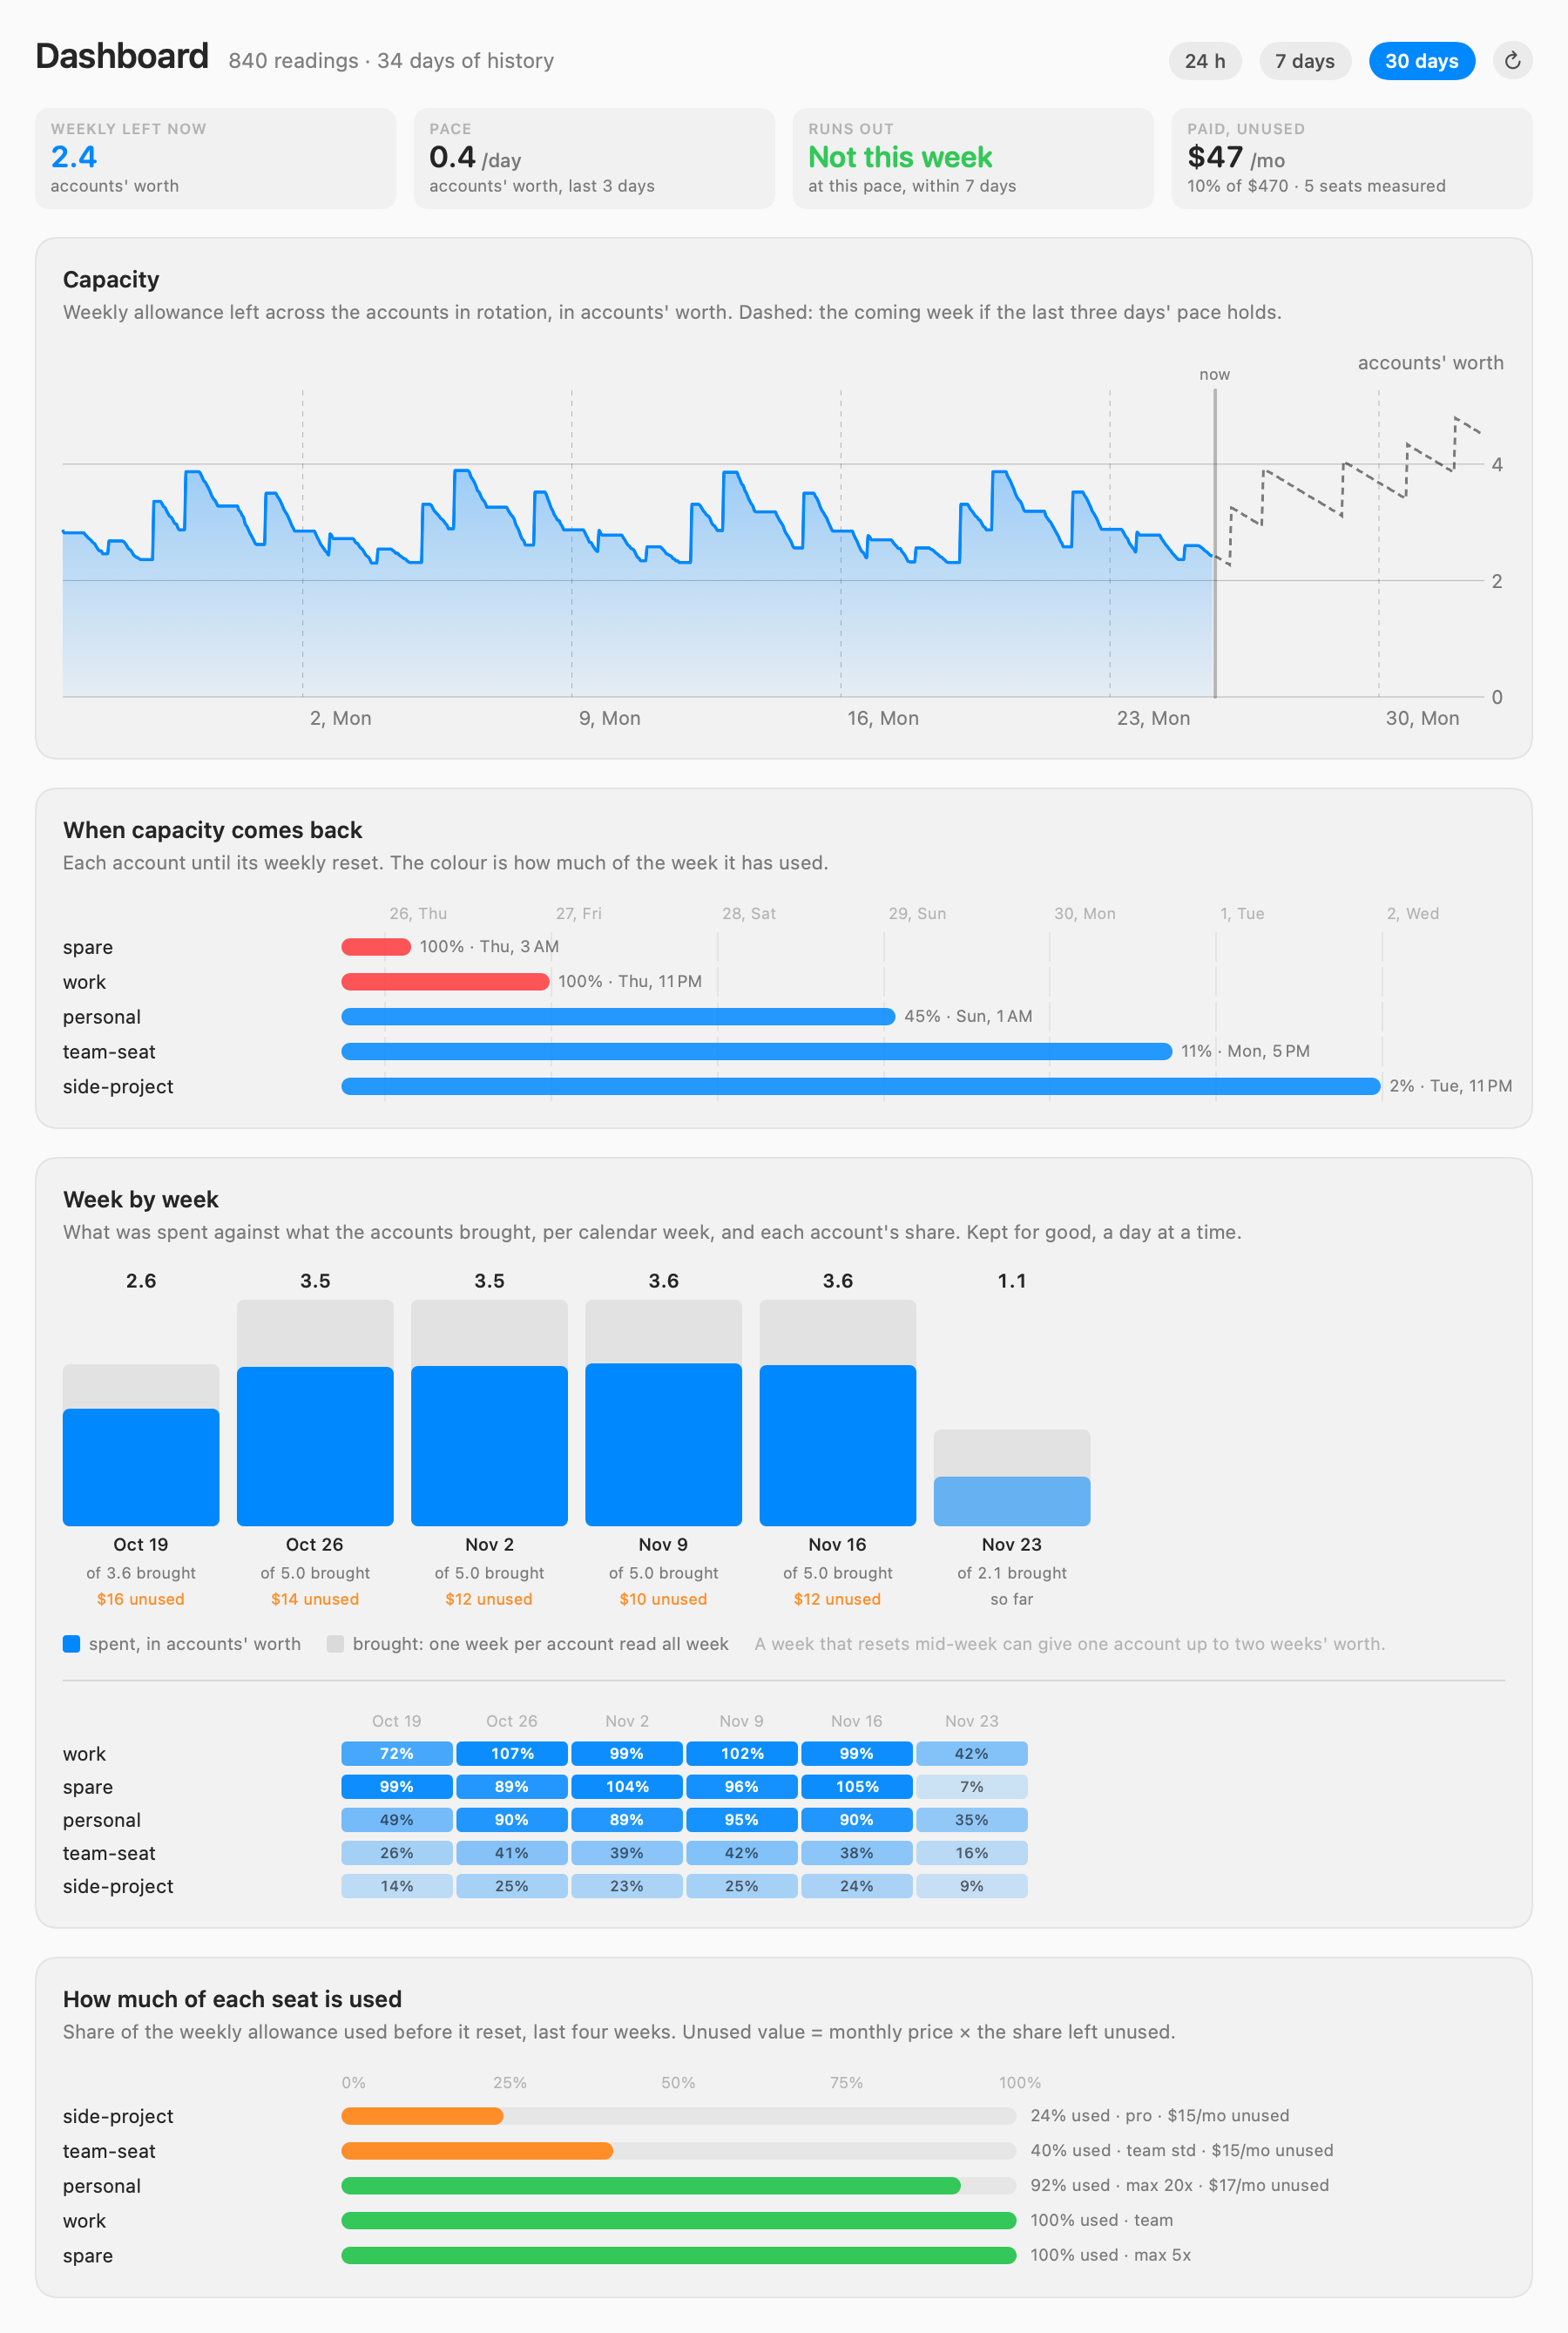 Dashboard 840 readings · 34 days of history 24 h 7 days 30 days
WEEKLY LEFT NOW
2.4
accounts' worth
PACE
0.4 /day
accounts' worth, last 3 days
RUNS OUT
Not this week
at this pace, within 7 days
PAID, UNUSED
$47 /mo
10% of $470 · 5 seats measured
Capacity
Weekly allowance left across the accounts in rotation, in accounts' worth. Dashed: the coming week if the last three days' pace holds.
accounts' worth
now
4
2
0
2, Mon 9, Mon 16, Mon 23, Mon 30, Mon
When capacity comes back
Each account until its weekly reset. The colour is how much of the week it has used.
26, Thu 27, Fri 28, Sat 29, Sun 30, Mon 1, Tue 2, Wed
spare 100% · Thu, 3 AM
work 100% · Thu, 11 PM
personal 45% · Sun, 1 AM
team-seat 11% · Mon, 5 PM
side-project 2% · Tue, 11 PM
Week by week
What was spent against what the accounts brought, per calendar week, and each account's share. Kept for good, a day at a time.
2.6 3.5 3.5 3.6 3.6 1.1
Oct 19 Oct 26 Nov 2 Nov 9 Nov 16 Nov 23
of 3.6 brought of 5.0 brought of 5.0 brought of 5.0 brought of 5.0 brought of 2.1 brought
$16 unused $14 unused $12 unused $10 unused $12 unused so far
spent, in accounts' worth brought: one week per account read all week A week that resets mid-week can give one account up to two weeks' worth.
Oct 19 Oct 26 Nov 2 Nov 9 Nov 16 Nov 23
work 72% 107% 99% 102% 99% 42%
spare 99% 89% 104% 96% 105% 7%
personal 49% 90% 89% 95% 90% 35%
team-seat 26% 41% 39% 42% 38% 16%
side-project 14% 25% 23% 25% 24% 9%
How much of each seat is used
Share of the weekly allowance used before it reset, last four weeks. Unused value = monthly price × the share left unused.
0% 25% 50% 75% 100%
side-project 24% used · pro · $15/mo unused
team-seat 40% used · team std · $15/mo unused
personal 92% used · max 20x · $17/mo unused
work 100% used · team
spare 100% used · max 5x